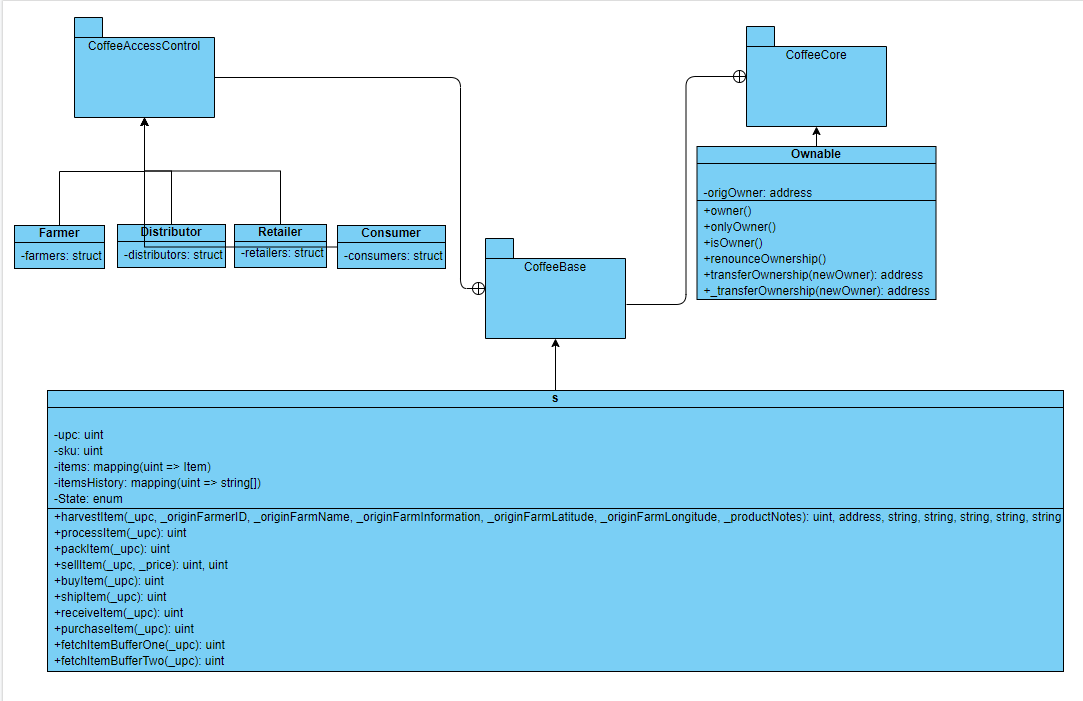 CoffeeAccessControl
CoffeeCore
Ownable
-origOwner: address
+owner()
+onlyOwner()
+isOwner()
+renounceOwnership()
+transferOwnership(newOwner): address
+_transferOwnership(newOwner): address
Farmer
-farmers: struct
Distributor
-distributors: struct
Retailer
-retailers: struct
Consumer
-consumers: struct
CoffeeBase
s
-upc: uint
-sku: uint
-items: mapping(uint => Item)
-itemsHistory: mapping(uint => string[])
-State: enum
+harvestItem(_upc, _originFarmerID, _originFarmName, _originFarmInformation, _originFarmLatitude, _originFarmLongitude, _productNotes): uint, address, string, string, string, string, string
+processItem(_upc): uint
+packItem(_upc): uint
+sellItem(_upc, _price): uint, uint
+buyItem(_upc): uint
+shipItem(_upc): uint
+receiveItem(_upc): uint
+purchaseItem(_upc): uint
+fetchItemBufferOne(_upc): uint
+fetchItemBufferTwo(_upc): uint